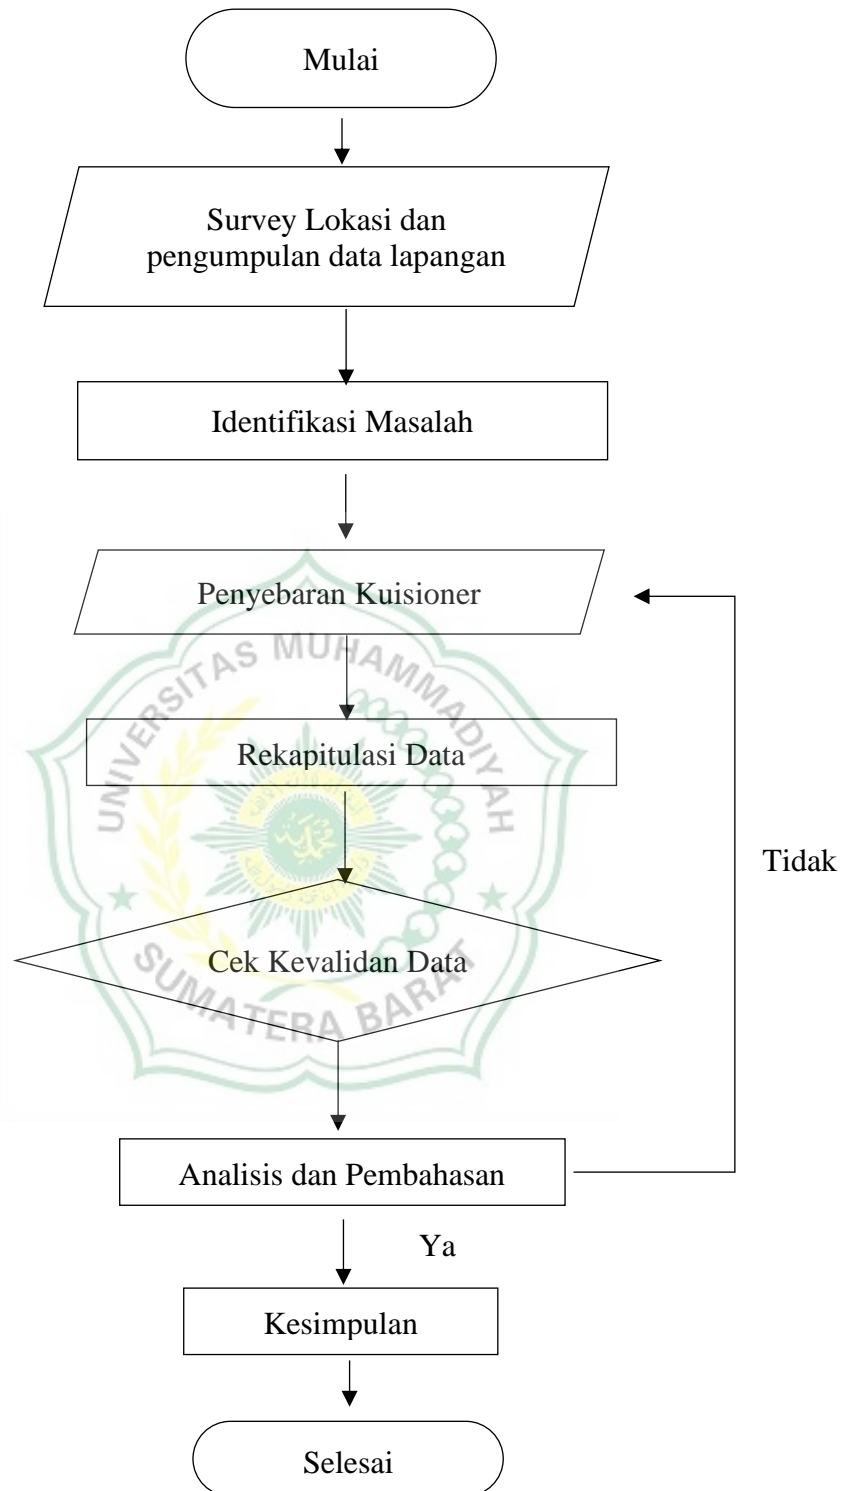 Mulai
Survey Lokasi dan
pengumpulan data lapangan
Identifikasi Masalah
Penyebaran Kuisioner
UNIVERSITAS MUHAMMADIYAH
Rekapitulasi Data
Tidak
Cek Kevalidan Data
SUMATERA BARAT
Analisis dan Pembahasan
Ya
Kesimpulan
Selesai